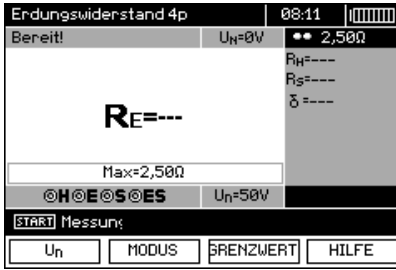 Erdungswiderstand 4p 08:11
Bereit! UN=0V •• 2,50Ω
RH=---
RS=---
δ=---
RE=---
Max=2,50Ω
◎H◎E◎S◎ES Un=50V
START Messung
Un MODUS GRENZWERT HILFE